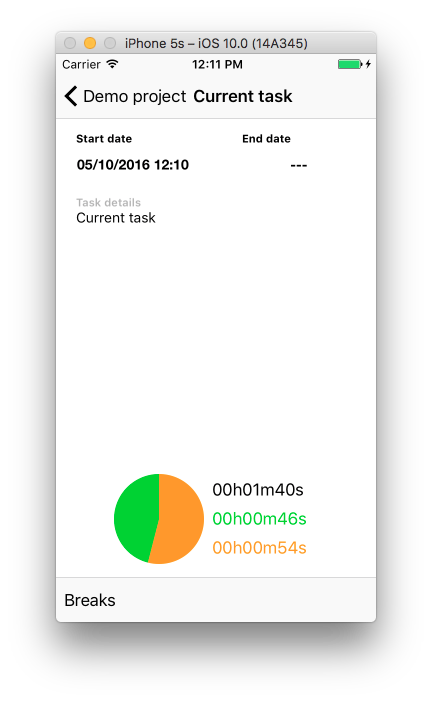 iPhone 5s – iOS 10.0 (14A345)
Carrier 12:11 PM
Demo project Current task
Start date End date
05/10/2016 12:10 ---
Task details
Current task
00h01m40s
00h00m46s
00h00m54s
Breaks